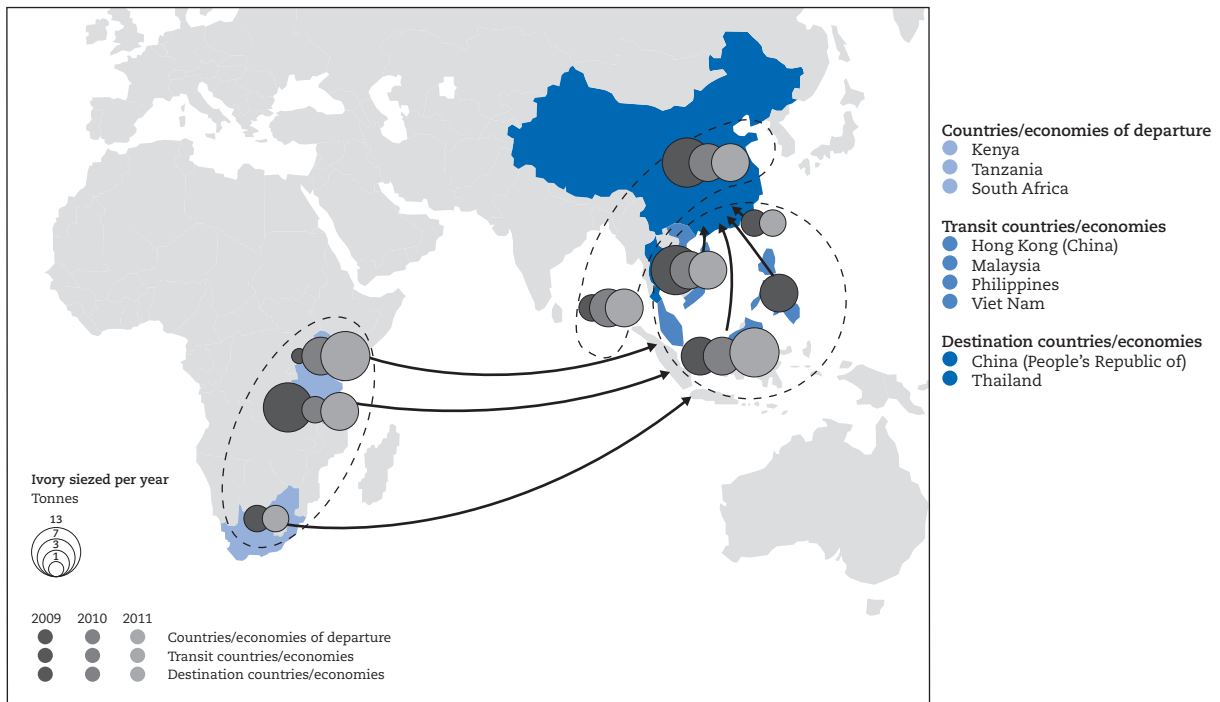 Countries/economies of departure
Kenya
Tanzania
South Africa
Transit countries/economies
Hong Kong (China)
Malaysia
Philippines
Viet Nam
Destination countries/economies
China (People's Republic of)
Thailand
Ivory siezed per year
Tonnes
13
7
3
1
2009 2010 2011
Countries/economies of departure
Transit countries/economies
Destination countries/economies